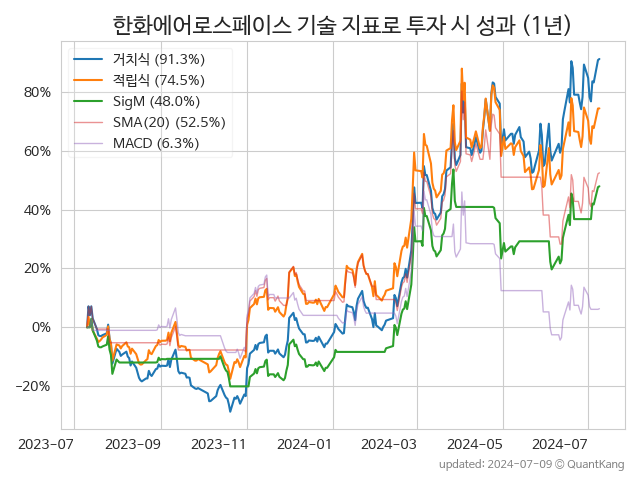 한화에어로스페이스 기술 지표로 투자 시 성과 (1년)
거치식 (91.3%)
적립식 (74.5%)
SigM (48.0%)
SMA(20) (52.5%)
MACD (6.3%)
80%
60%
40%
20%
0%
−20%
2023-07 2023-09 2023-11 2024-01 2024-03 2024-05 2024-07
updated: 2024-07-09 © QuantKang